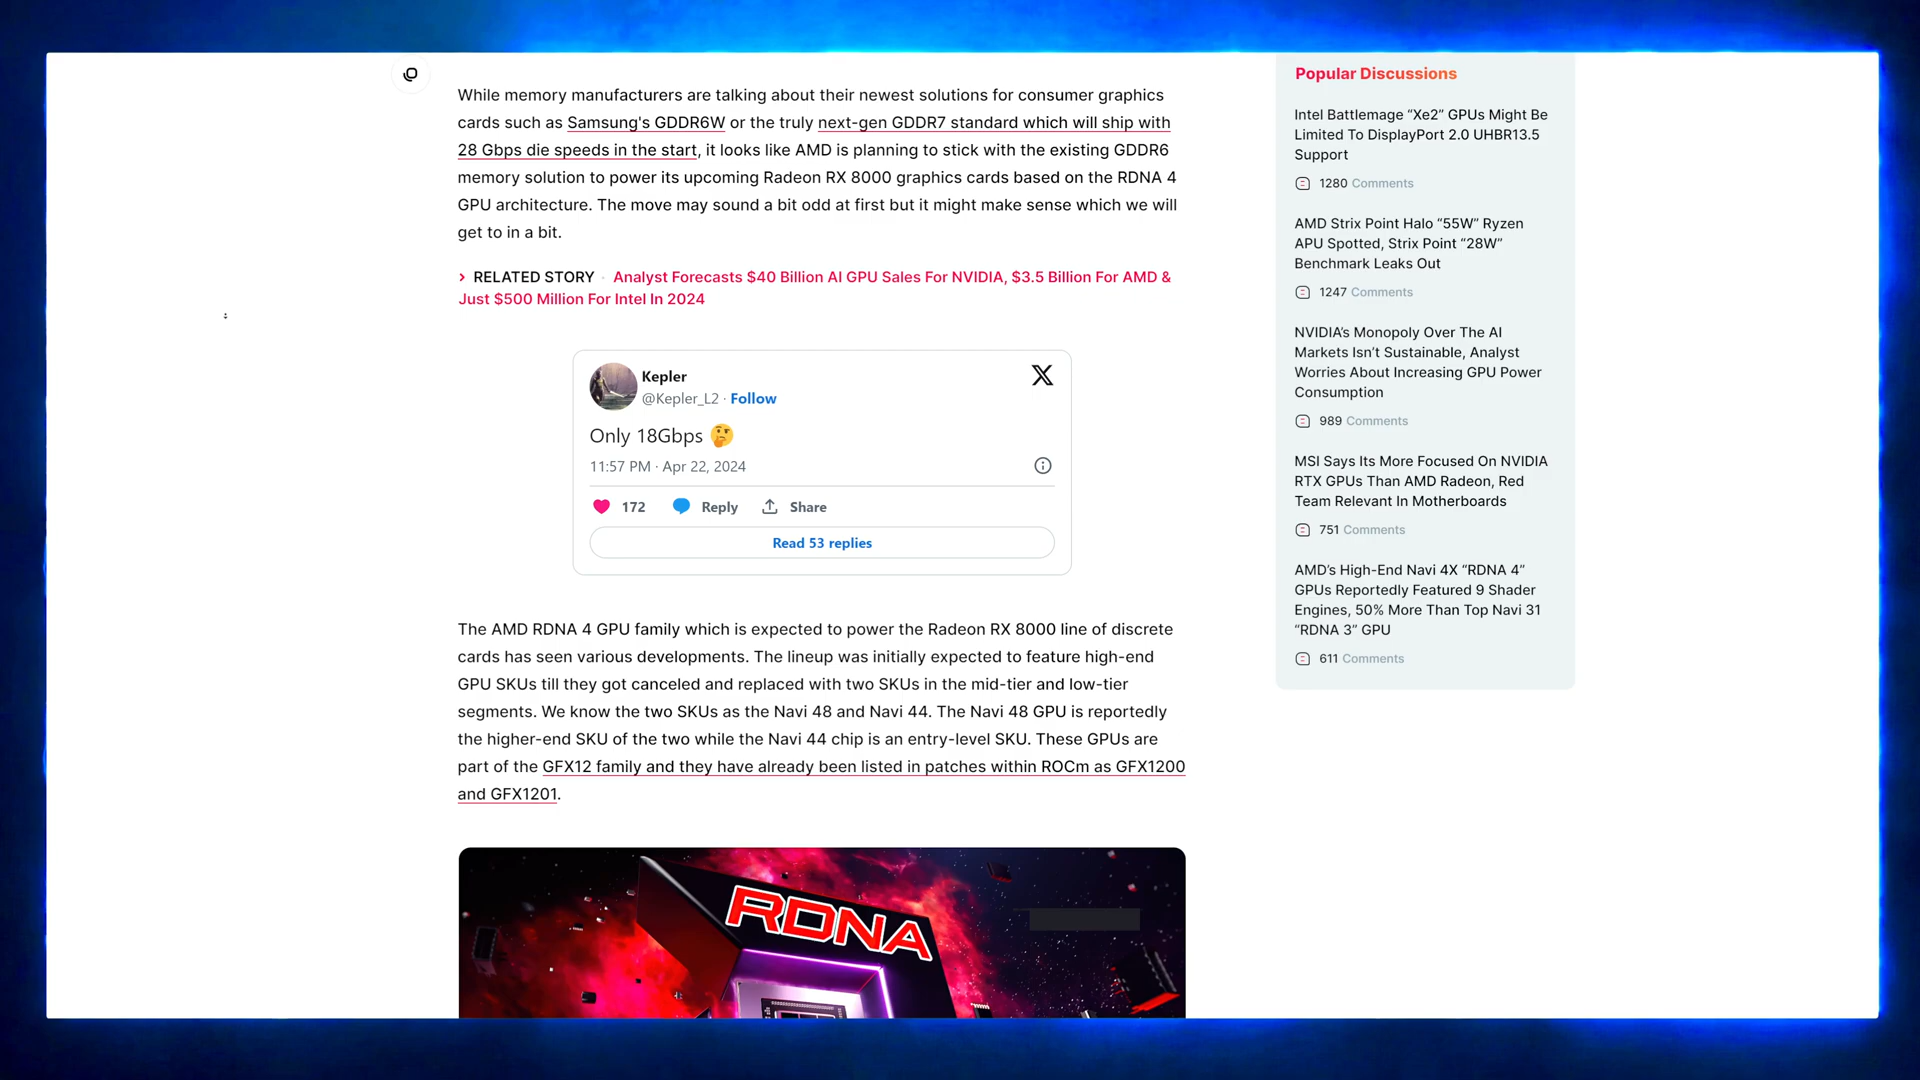 While memory manufacturers are talking about their newest solutions for consumer graphics
cards such as Samsung's GDDR6W or the truly next-gen GDDR7 standard which will ship with
28 Gbps die speeds in the start, it looks like AMD is planning to stick with the existing GDDR6
memory solution to power its upcoming Radeon RX 8000 graphics cards based on the RDNA 4
GPU architecture. The move may sound a bit odd at first but it might make sense which we will
get to in a bit.
RELATED STORY · Analyst Forecasts $40 Billion AI GPU Sales For NVIDIA, $3.5 Billion For AMD &
Just $500 Million For Intel In 2024
Kepler
@Kepler_L2 · Follow
Only 18Gbps 🤔
11:57 PM · Apr 22, 2024
172 Reply Share
Read 53 replies
The AMD RDNA 4 GPU family which is expected to power the Radeon RX 8000 line of discrete
cards has seen various developments. The lineup was initially expected to feature high-end
GPU SKUs till they got canceled and replaced with two SKUs in the mid-tier and low-tier
segments. We know the two SKUs as the Navi 48 and Navi 44. The Navi 48 GPU is reportedly
the higher-end SKU of the two while the Navi 44 chip is an entry-level SKU. These GPUs are
part of the GFX12 family and they have already been listed in patches within ROCm as GFX1200
and GFX1201.
RDNA
Popular Discussions
Intel Battlemage “Xe2” GPUs Might Be
Limited To DisplayPort 2.0 UHBR13.5
Support
1280 Comments
AMD Strix Point Halo “55W” Ryzen
APU Spotted, Strix Point “28W”
Benchmark Leaks Out
1247 Comments
NVIDIA’s Monopoly Over The AI
Markets Isn’t Sustainable, Analyst
Worries About Increasing GPU Power
Consumption
989 Comments
MSI Says Its More Focused On NVIDIA
RTX GPUs Than AMD Radeon, Red
Team Relevant In Motherboards
751 Comments
AMD’s High-End Navi 4X “RDNA 4”
GPUs Reportedly Featured 9 Shader
Engines, 50% More Than Top Navi 31
“RDNA 3” GPU
611 Comments